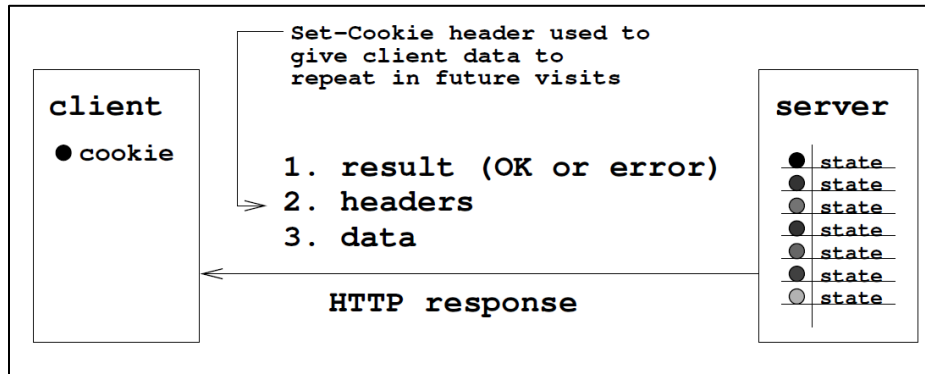 Set-Cookie header used to
give client data to
repeat in future visits
client
cookie
1. result (OK or error)
2. headers
3. data
HTTP response
server
state
state
state
state
state
state
state